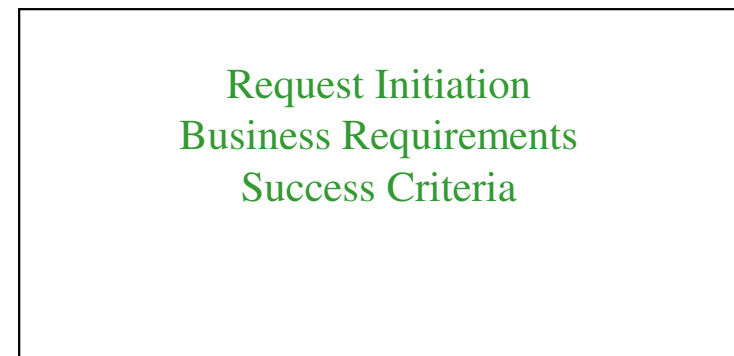 Request Initiation
Business Requirements
Success Criteria